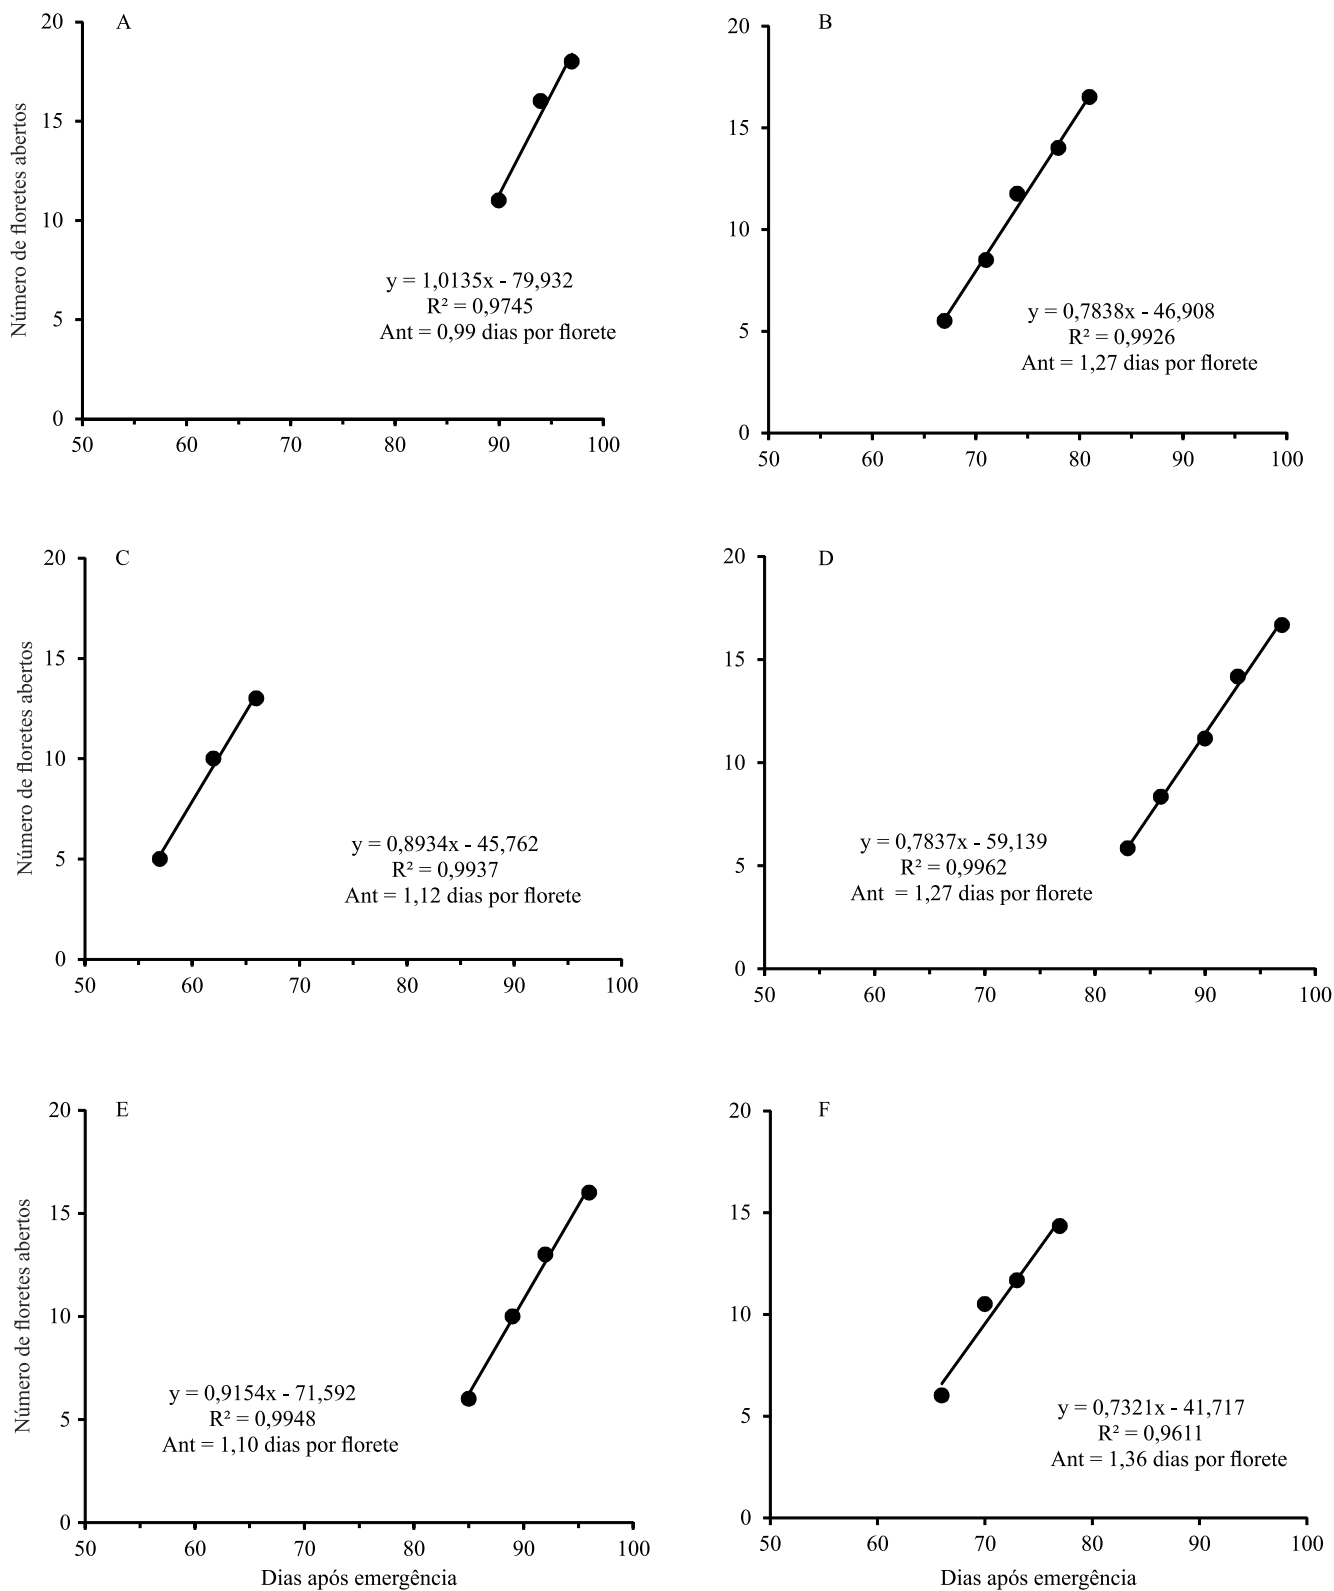 A
20
15
10
5
0
50 60 70 80 90 100
Número de floretes abertos
y = 1,0135x - 79,932
R² = 0,9745
Ant = 0,99 dias por florete
B
20
15
10
5
0
50 60 70 80 90 100
y = 0,7838x - 46,908
R² = 0,9926
Ant = 1,27 dias por florete
C
20
15
10
5
0
50 60 70 80 90 100
Número de floretes abertos
y = 0,8934x - 45,762
R² = 0,9937
Ant = 1,12 dias por florete
D
20
15
10
5
0
50 60 70 80 90 100
y = 0,7837x - 59,139
R² = 0,9962
Ant = 1,27 dias por florete
E
20
15
10
5
0
50 60 70 80 90 100
Número de floretes abertos
y = 0,9154x - 71,592
R² = 0,9948
Ant = 1,10 dias por florete
Dias após emergência
F
20
15
10
5
0
50 60 70 80 90 100
y = 0,7321x - 41,717
R² = 0,9611
Ant = 1,36 dias por florete
Dias após emergência